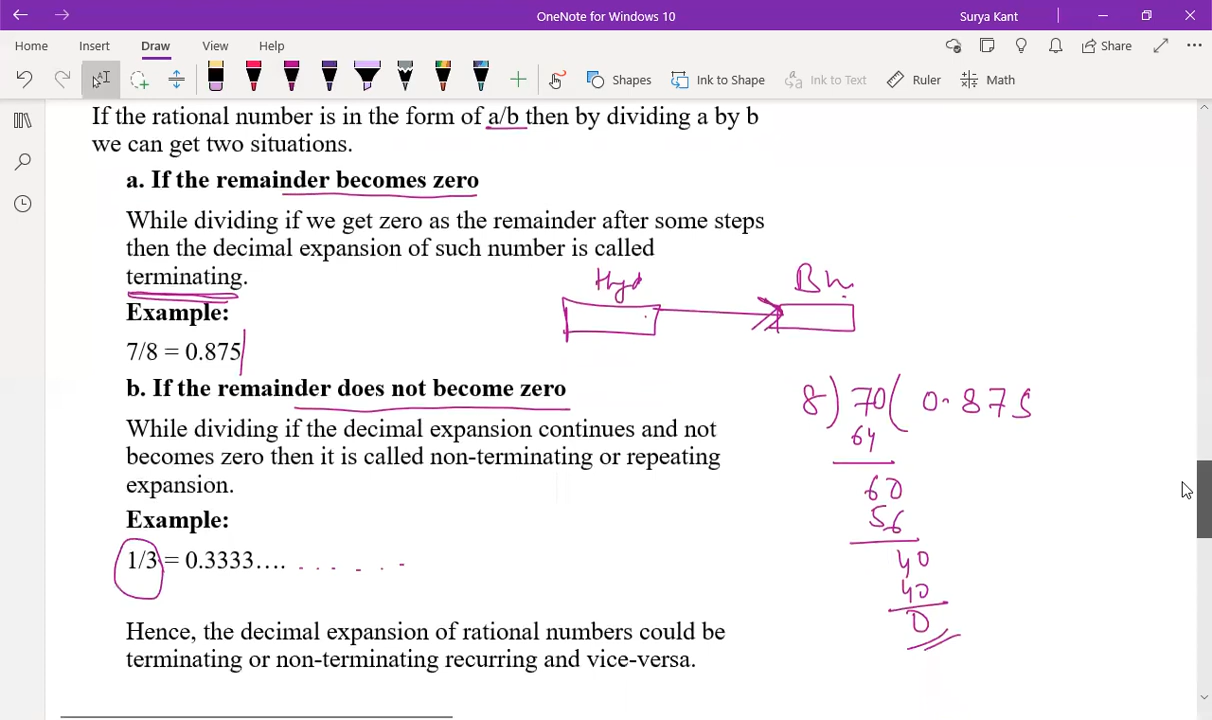 OneNote for Windows 10
Surya Kant
Home Insert Draw View Help
Share
Shapes Ink to Shape Ink to Text Ruler Math
If the rational number is in the form of a/b then by dividing a by b
we can get two situations.
a. If the remainder becomes zero
While dividing if we get zero as the remainder after some steps
then the decimal expansion of such number is called
terminating.
Hyd
Example:
7/8 = 0.875
b. If the remainder does not become zero
8) 70( 0.875
64
60
56
40
40
0
While dividing if the decimal expansion continues and not
becomes zero then it is called non-terminating or repeating
expansion.
Example:
1/3 = 0.3333….
Hence, the decimal expansion of rational numbers could be
terminating or non-terminating recurring and vice-versa.